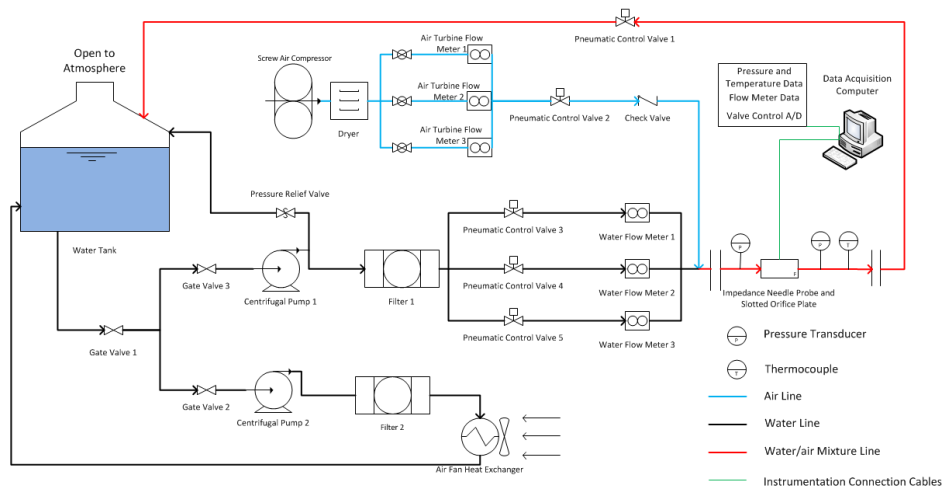 Pneumatic Control Valve 1
Open to
Atmosphere
Screw Air Compressor
Dryer
Air Turbine Flow
Meter 1
Air Turbine Flow
Meter 2
Air Turbine Flow
Meter 3
Pneumatic Control Valve 2
Check Valve
Pressure and
Temperature Data
Flow Meter Data
Valve Control A/D
Data Acquisition
Computer
Water Tank
Pressure Relief Valve
Gate Valve 3
Centrifugal Pump 1
Filter 1
Pneumatic Control Valve 3
Water Flow Meter 1
Pneumatic Control Valve 4
Water Flow Meter 2
Pneumatic Control Valve 5
Water Flow Meter 3
P
T
P
T
Impedance Needle Probe and
Slotted Orifice Plate
Gate Valve 1
Gate Valve 2
Centrifugal Pump 2
Filter 2
Air Fan Heat Exchanger
P
Pressure Transducer
T
Thermocouple
Air Line
Water Line
Water/air Mixture Line
Instrumentation Connection Cables